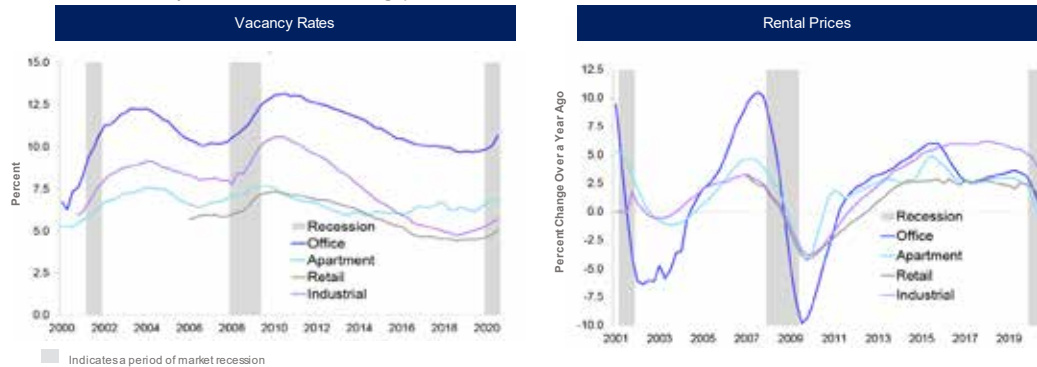 Vacancy Rates
Rental Prices
15.0
12.5
10.0
7.5
5.0
2.5
0.0
Percent
Recession
Office
Apartment
Retail
Industrial
2000 2002 2004 2006 2008 2010 2012 2014 2016 2018 2020
Indicates a period of market recession
12.5
10.0
7.5
5.0
2.5
0.0
-2.5
-5.0
-7.5
-10.0
Percent Change Over a Year Ago
Recession
Office
Apartment
Retail
Industrial
2001 2003 2005 2007 2009 2011 2013 2015 2017 2019